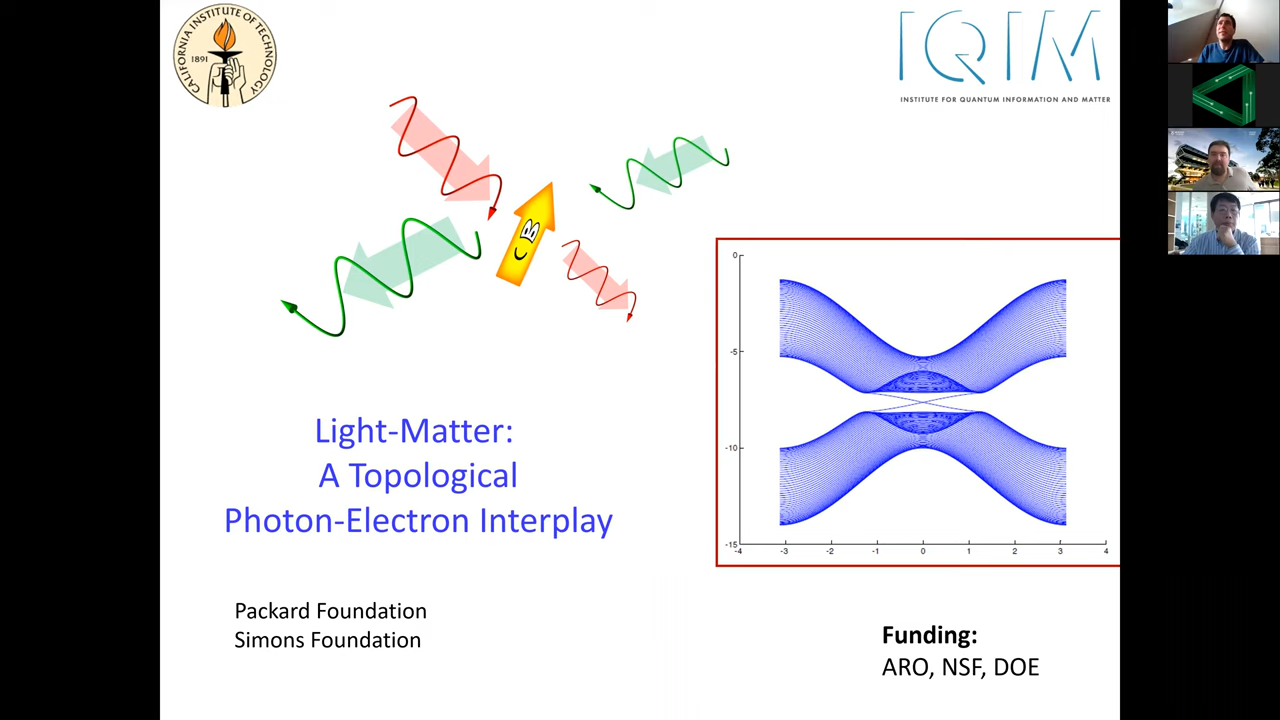 CALIFORNIA INSTITUTE OF TECHNOLOGY
1891
IQIM
INSTITUTE FOR QUANTUM INFORMATION AND MATTER
Light-Matter:
A Topological
Photon-Electron Interplay
0
-5
-10
-15
-4 -3 -2 -1 0 1 2 3 4
Packard Foundation
Simons Foundation
Funding:
ARO, NSF, DOE